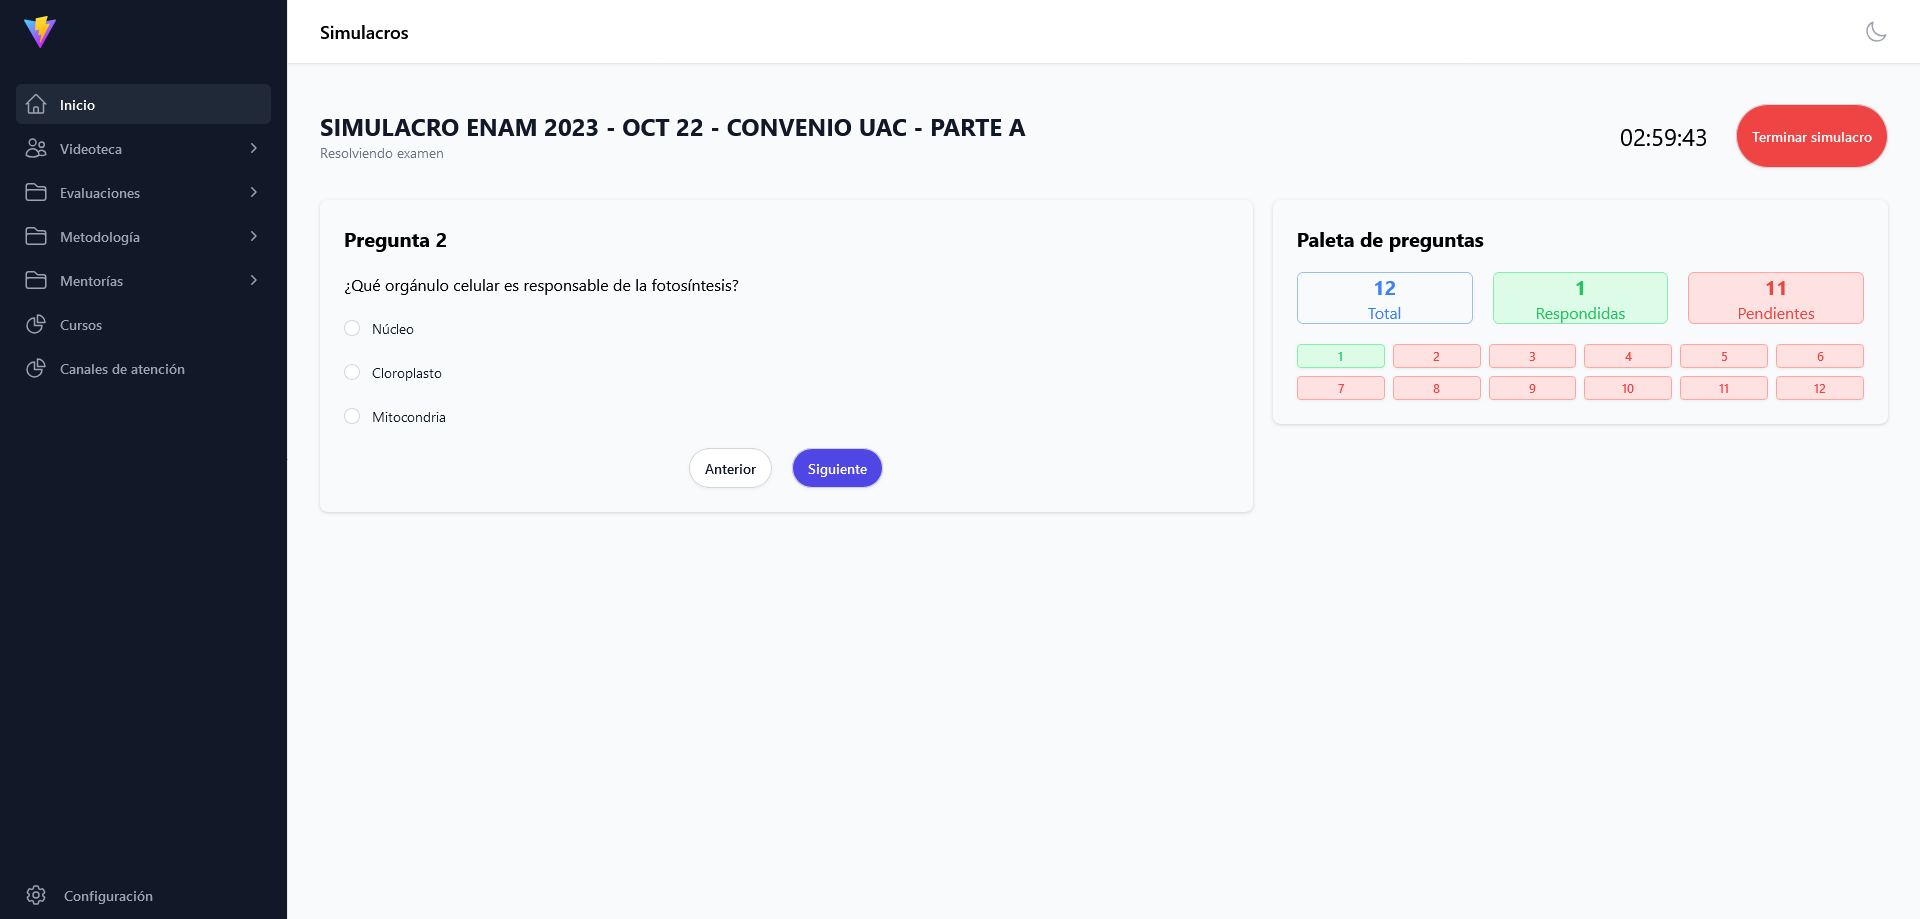 Simulacros
Inicio
Videoteca
Evaluaciones
Metodología
Mentorías
Cursos
Canales de atención
Configuración
SIMULACRO ENAM 2023 - OCT 22 - CONVENIO UAC - PARTE A
Resolviendo examen
02:59:43
Terminar simulacro
Pregunta 2
¿Qué orgánulo celular es responsable de la fotosíntesis?
Núcleo
Cloroplasto
Mitocondria
Anterior
Siguiente
Paleta de preguntas
12
Total
1
Respondidas
11
Pendientes
1 2 3 4 5 6
7 8 9 10 11 12